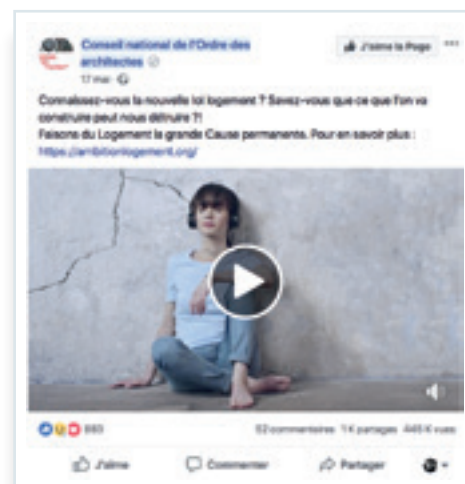 Conseil national de l'Ordre des
architectes
J'aime la Page
17 mai
Connaissez-vous la nouvelle loi logement ? Savez-vous que ce que l'on va
construire peut nous détruire ?!
Faisons du Logement la grande Cause permanente. Pour en savoir plus :
https://ambitionlogement.org/
52 commentaires 1 K partages 445 K vues
J'aime
Commenter
Partager